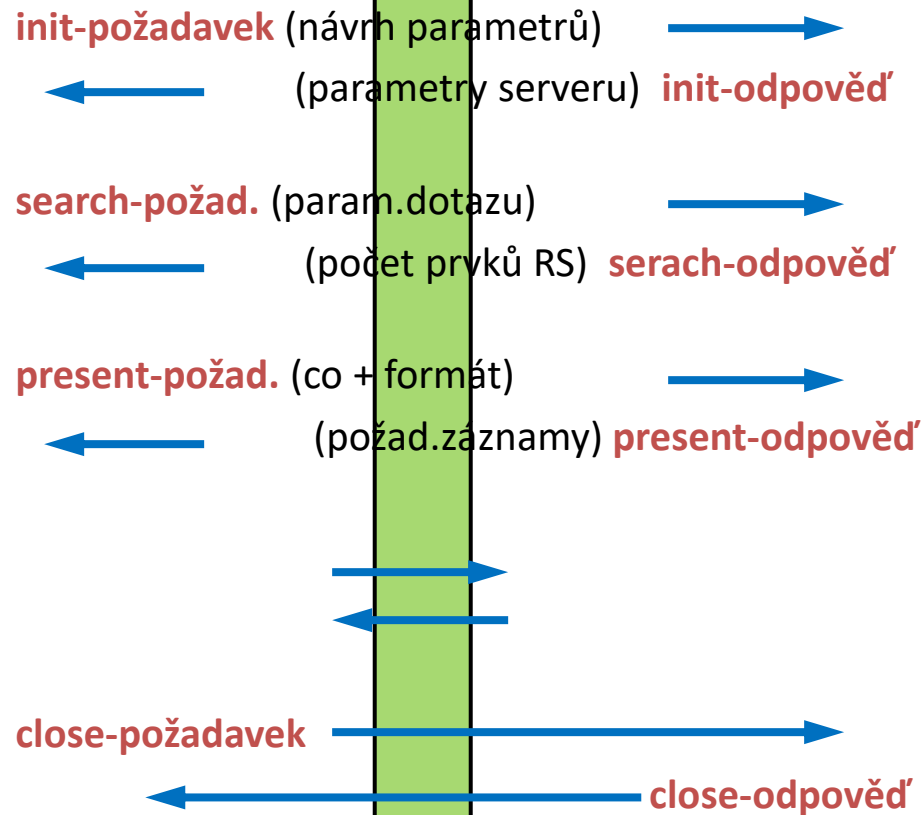 init-požadavek (návrh parametrů)
(parametry serveru) init-odpověď
search-požad. (param.dotazu)
(počet prvků RS) serach-odpověď
present-požad. (co + formát)
(požad.záznamy) present-odpověď
close-požadavek
close-odpověď